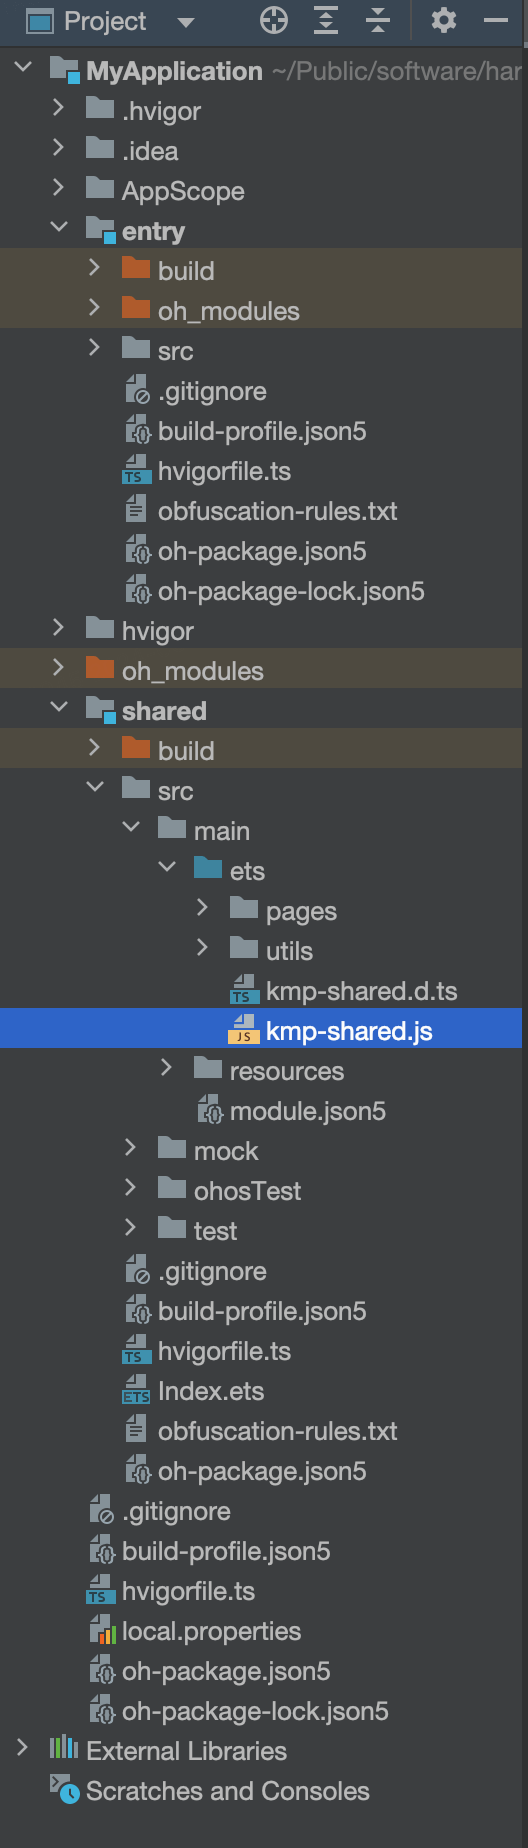 Project
MyApplication ~/Public/software/har
.hvigor
.idea
AppScope
entry
build
oh_modules
src
.gitignore
build-profile.json5
TS hvigorfile.ts
obfuscation-rules.txt
oh-package.json5
oh-package-lock.json5
hvigor
oh_modules
shared
build
src
main
ets
pages
utils
TS kmp-shared.d.ts
JS kmp-shared.js
resources
module.json5
mock
ohosTest
test
.gitignore
build-profile.json5
TS hvigorfile.ts
ETS Index.ets
obfuscation-rules.txt
oh-package.json5
.gitignore
build-profile.json5
TS hvigorfile.ts
local.properties
oh-package.json5
oh-package-lock.json5
External Libraries
Scratches and Consoles